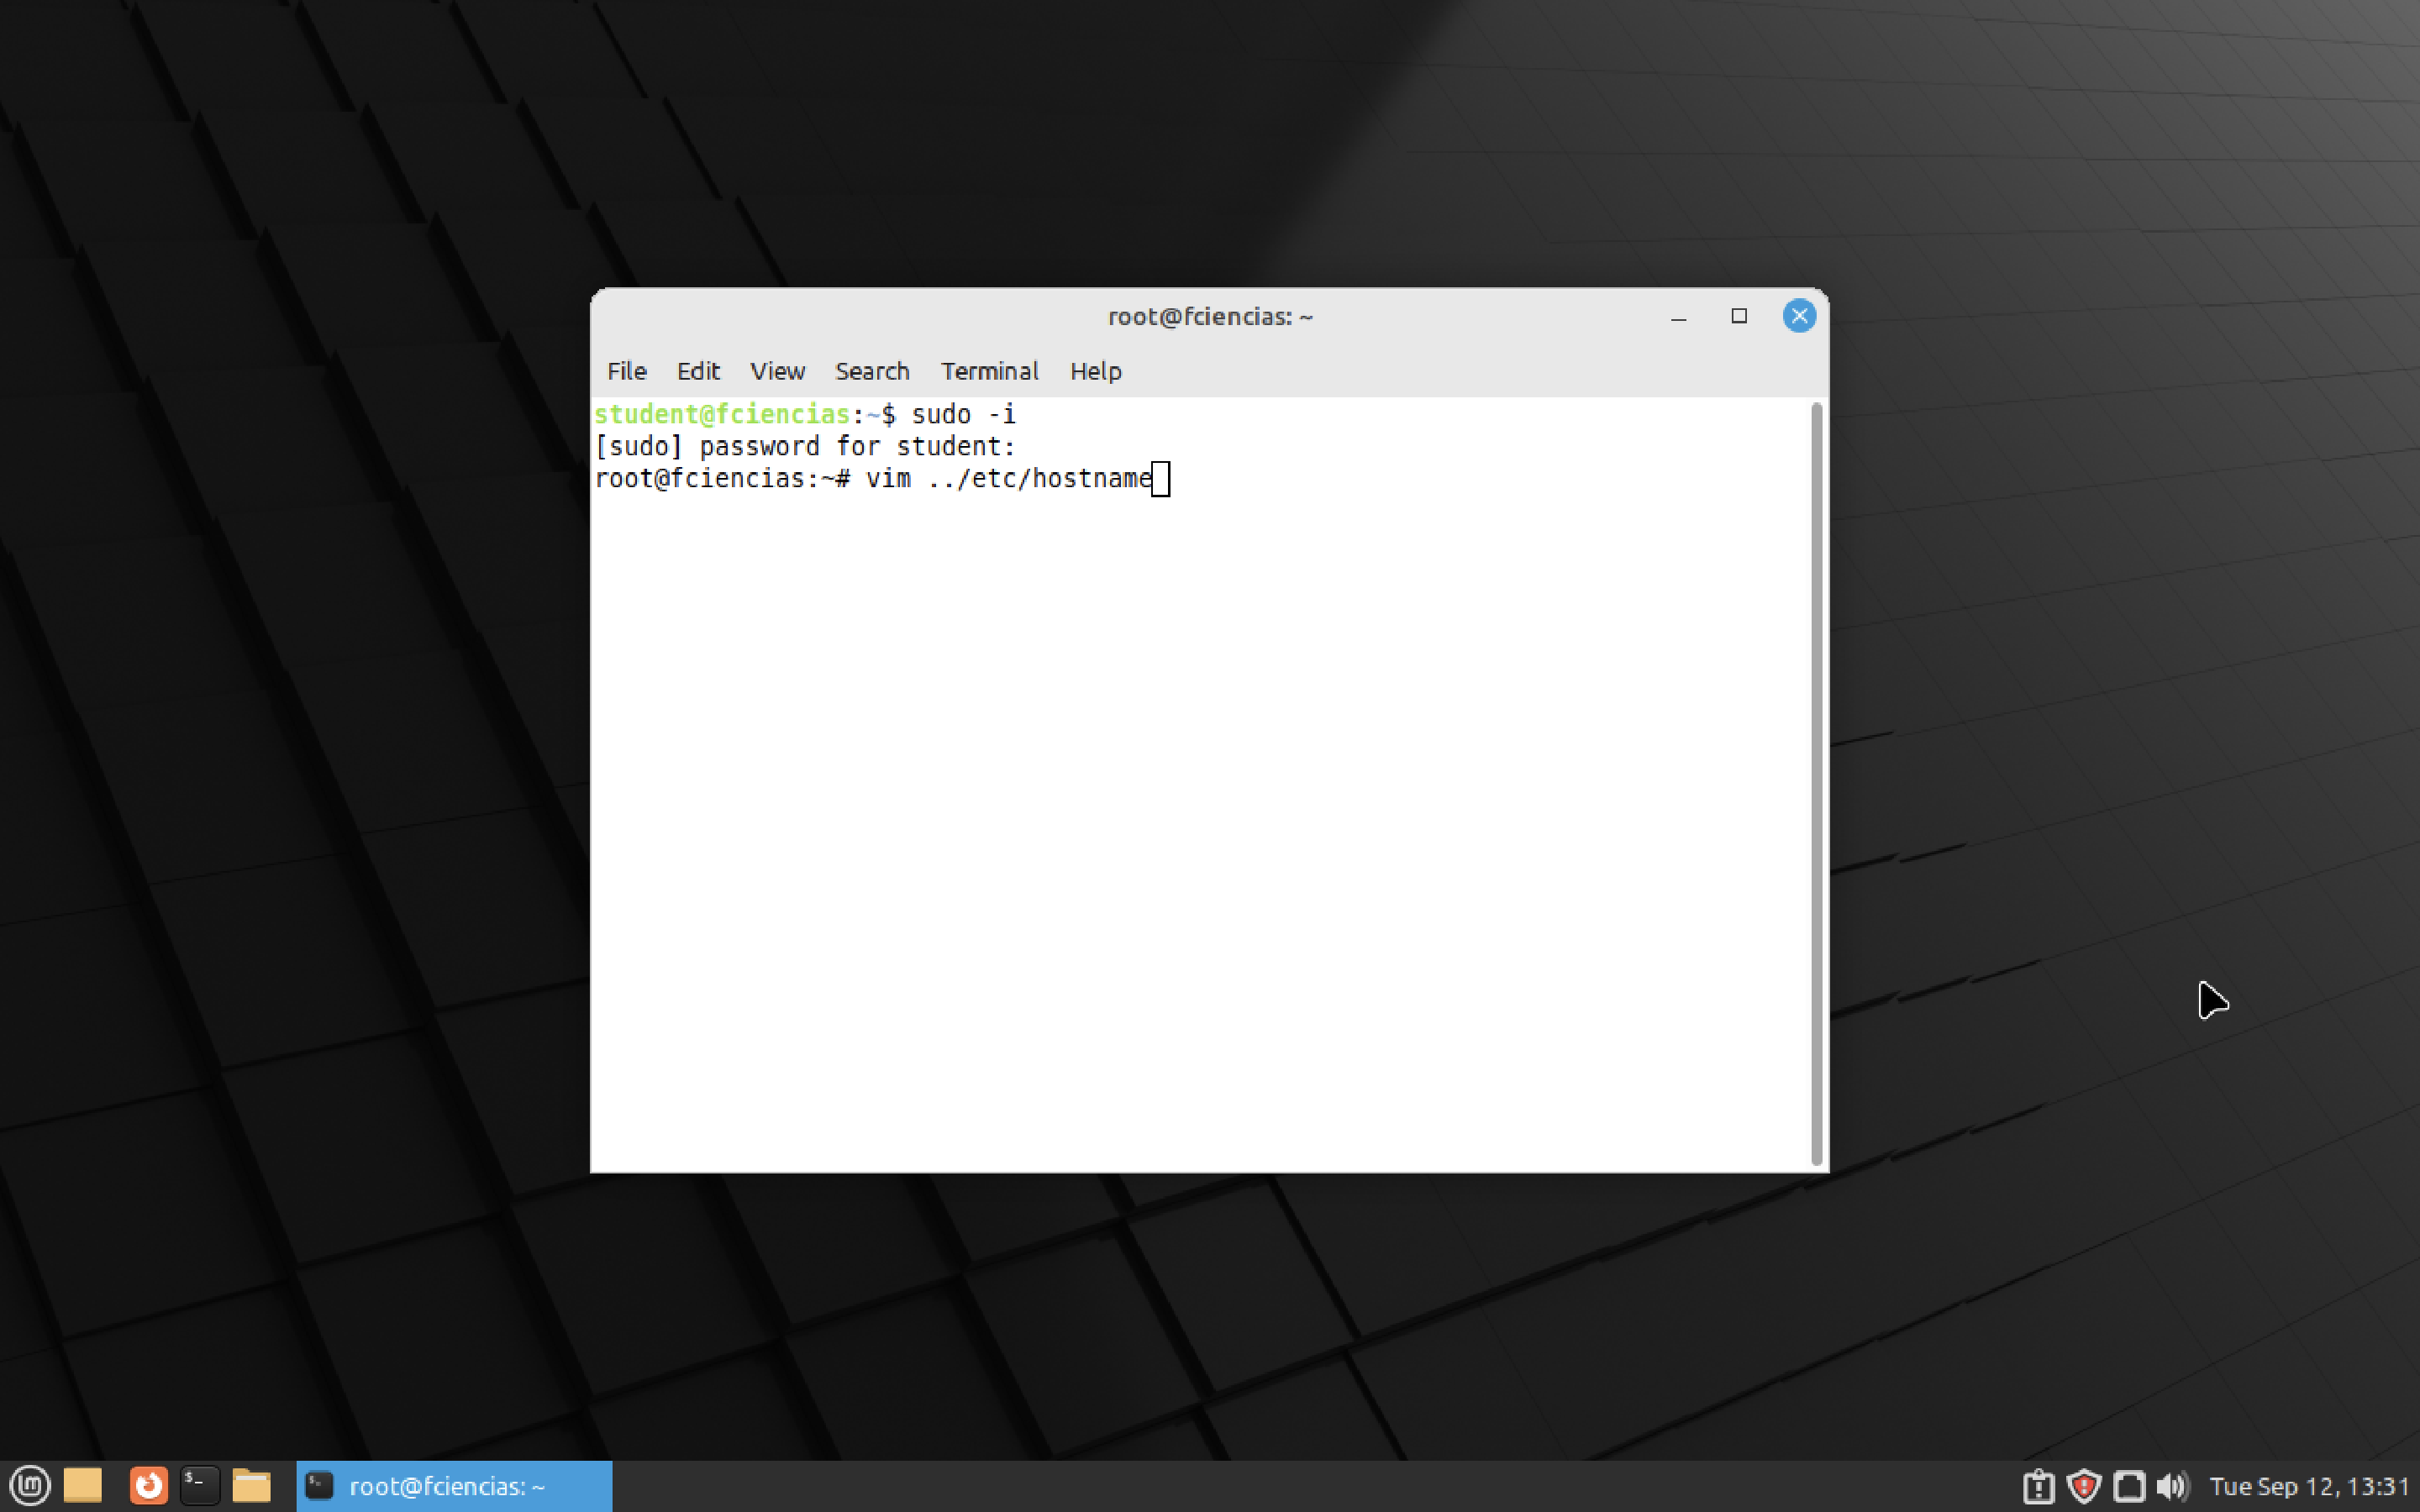 root@fciencias: ~
File Edit View Search Terminal Help
student@fciencias:~$ sudo -i
[sudo] password for student:
root@fciencias:~# vim ../etc/hostname
root@fciencias: ~
Tue Sep 12, 13:31